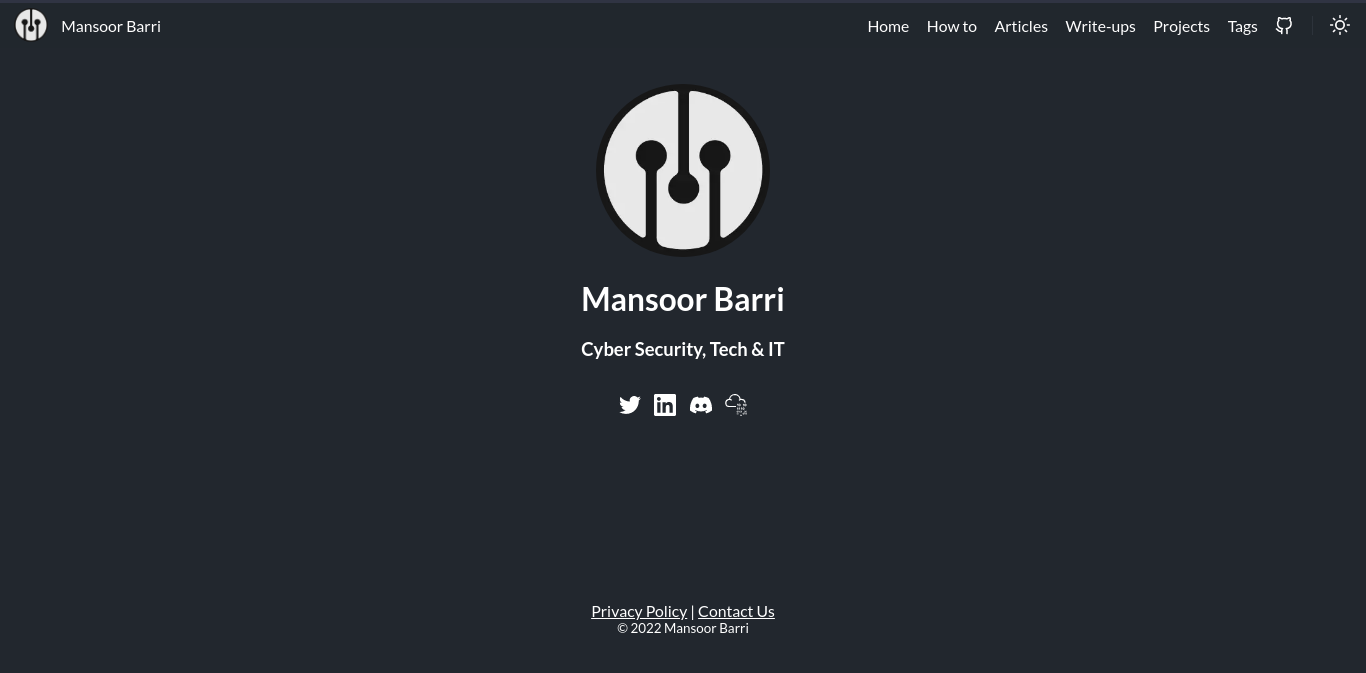 Mansoor Barri
Home How to Articles Write-ups Projects Tags
Mansoor Barri
Cyber Security, Tech & IT
in
Privacy Policy | Contact Us
© 2022 Mansoor Barri